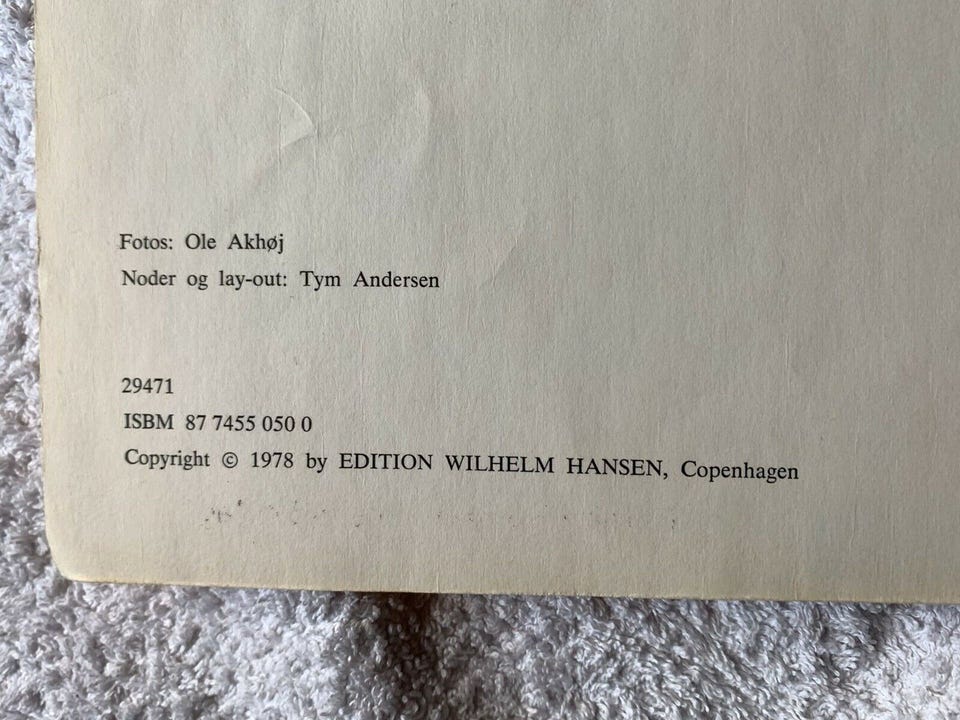 Fotos: Ole Akhøj
Noder og lay-out: Tym Andersen
29471
ISBM 87 7455 050 0
Copyright © 1978 by EDITION WILHELM HANSEN, Copenhagen